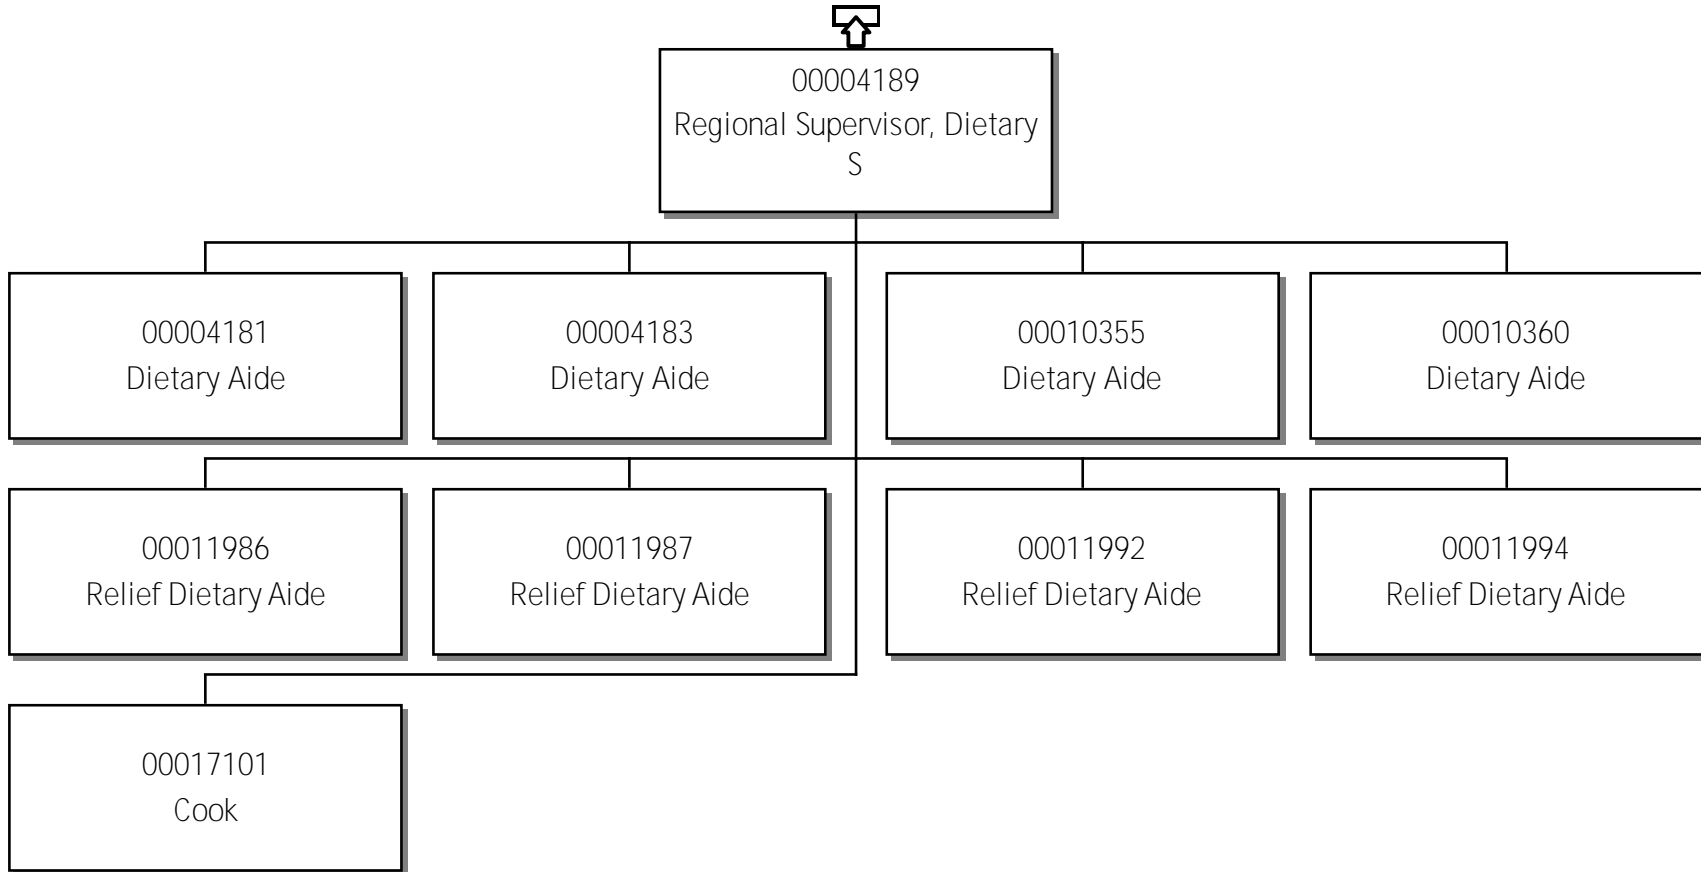 00004189
Regional Supervisor, Dietary
S
00004181
Dietary Aide
00004183
Dietary Aide
00010355
Dietary Aide
00010360
Dietary Aide
00011986
Relief Dietary Aide
00011987
Relief Dietary Aide
00011992
Relief Dietary Aide
00011994
Relief Dietary Aide
00017101
Cook